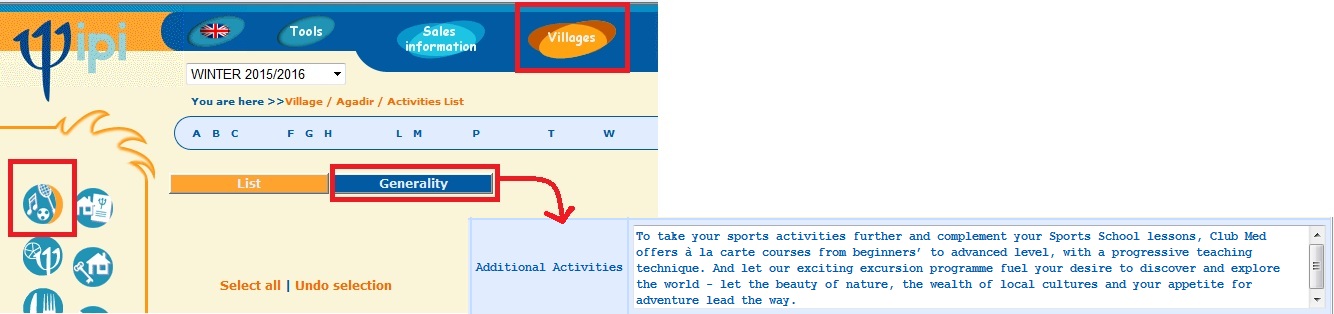 ipi
Tools
Sales
information
Villages
WINTER 2015/2016
You are here >>Village / Agadir / Activities List
A B C F G H L M P T W
List Generality
Additional Activities
To take your sports activities further and complement your Sports School lessons, Club Med
offers à la carte courses from beginners’ to advanced level, with a progressive teaching
technique. And let our exciting excursion programme fuel your desire to discover and explore
the world - let the beauty of nature, the wealth of local cultures and your appetite for
adventure lead the way.
Select all | Undo selection